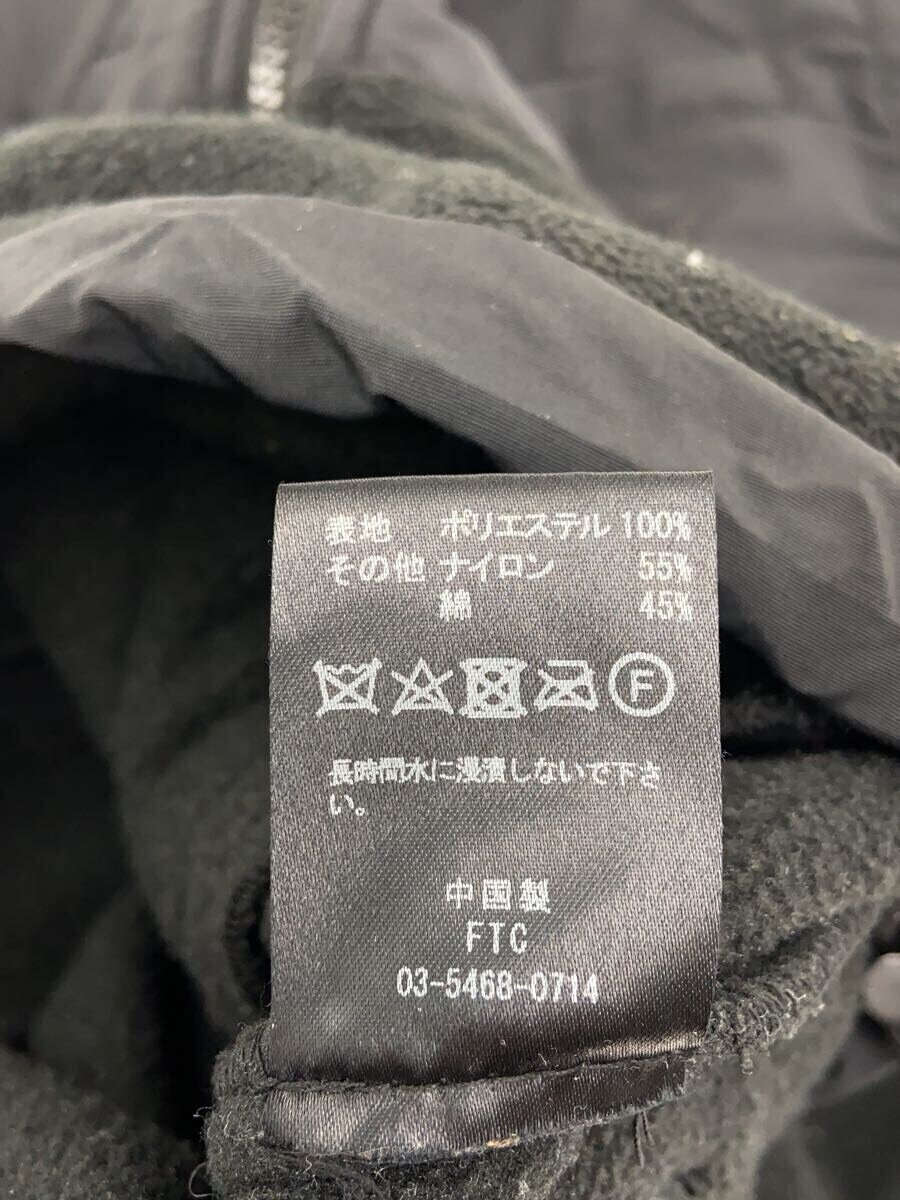 表地 ポリエステル 100%
その他 ナイロン 55%
綿 45%
F
長時間水に浸漬しないで下さ
い。
中国製
FTC
03-5468-0714